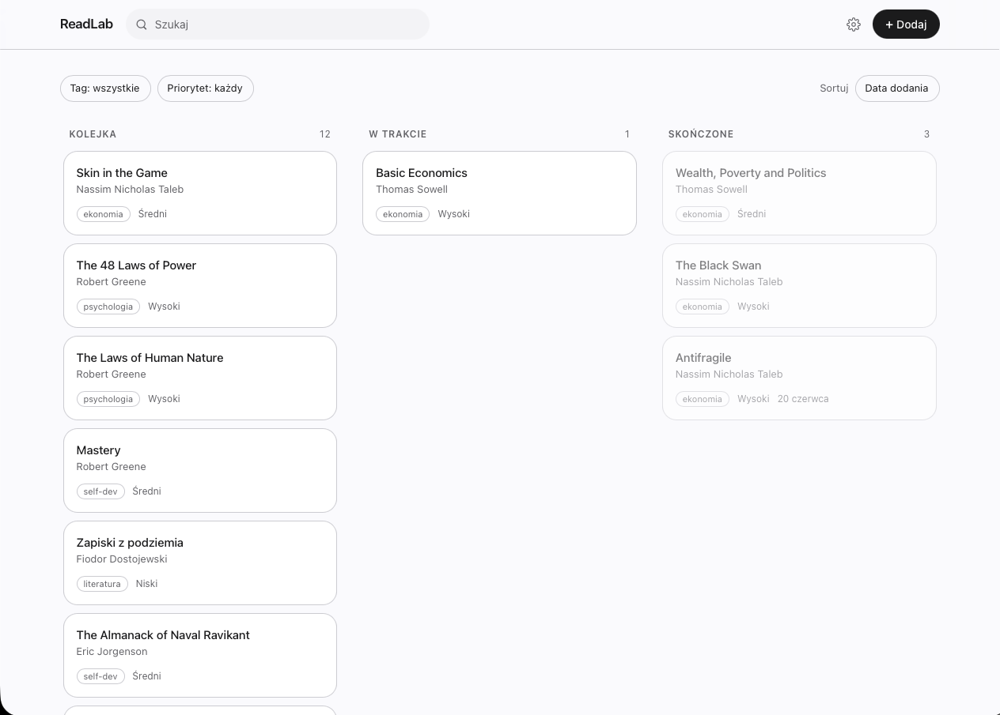 ReadLab
Szukaj
+ Dodaj
Tag: wszystkie
Priorytet: każdy
Sortuj
Data dodania
KOLEJKA 12
Skin in the Game
Nassim Nicholas Taleb
ekonomia Średni
The 48 Laws of Power
Robert Greene
psychologia Wysoki
The Laws of Human Nature
Robert Greene
psychologia Wysoki
Mastery
Robert Greene
self-dev Średni
Zapiski z podziemia
Fiodor Dostojewski
literatura Niski
The Almanack of Naval Ravikant
Eric Jorgenson
self-dev Średni
W TRAKCIE 1
Basic Economics
Thomas Sowell
ekonomia Wysoki
SKOŃCZONE 3
Wealth, Poverty and Politics
Thomas Sowell
ekonomia Średni
The Black Swan
Nassim Nicholas Taleb
ekonomia Wysoki
Antifragile
Nassim Nicholas Taleb
ekonomia Wysoki 20 czerwca